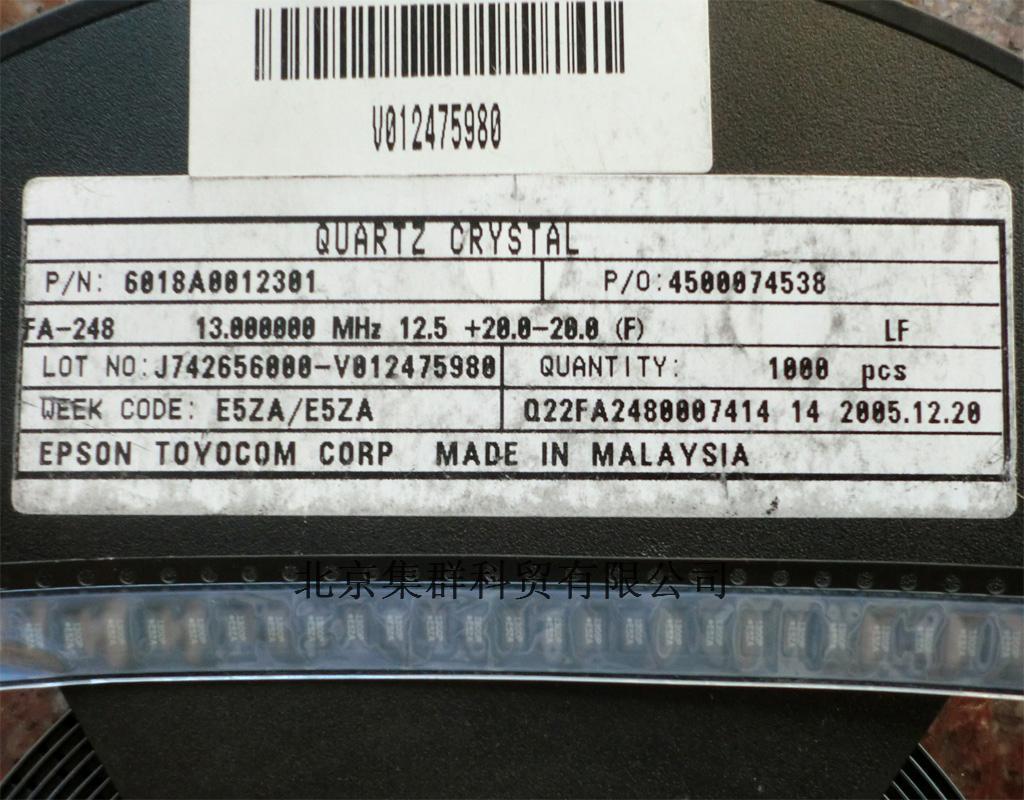 V012475980
QUARTZ CRYSTAL
P/N: 6018A0012301 P/O:4500074538
FA-248 13.000000 MHz 12.5 +20.0-20.0 (F) LF
LOT NO:J742656000-V012475980 QUANTITY: 1000 pcs
WEEK CODE: E5ZA/E5ZA Q22FA2480007414 14 2005.12.20
EPSON TOYOCOM CORP MADE IN MALAYSIA
北京集群科贸有限公司